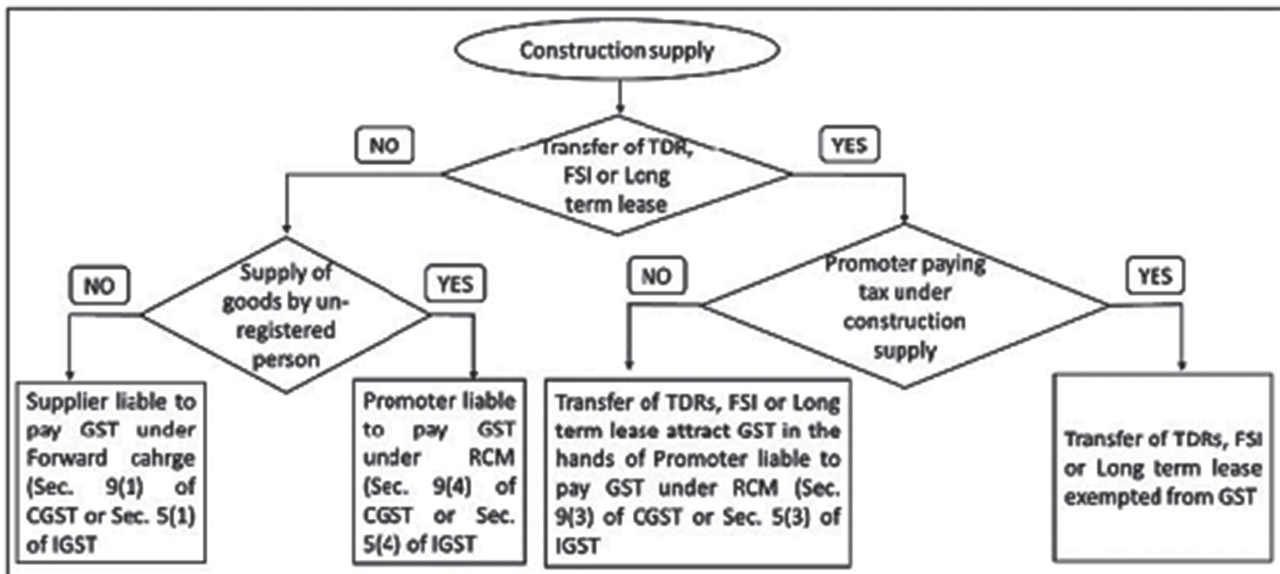 Construction supply
NO
Transfer of TDR,
FSI or Long
term lease
YES
NO
Supply of
goods by un-
registered
person
YES
NO
Promoter paying
tax under
construction
supply
YES
Supplier liable to
pay GST under
Forward cahrge
(Sec. 9(1) of
CGST or Sec. 5(1)
of IGST
Promoter liable
to pay GST
under RCM
(Sec. 9(4) of
CGST or Sec.
5(4) of IGST
Transfer of TDRs, FSI or Long
term lease attract GST in the
hands of Promoter liable to
pay GST under RCM (Sec.
9(3) of CGST or Sec. 5(3) of
IGST
Transfer of TDRs, FSI
or Long term lease
exempted from GST